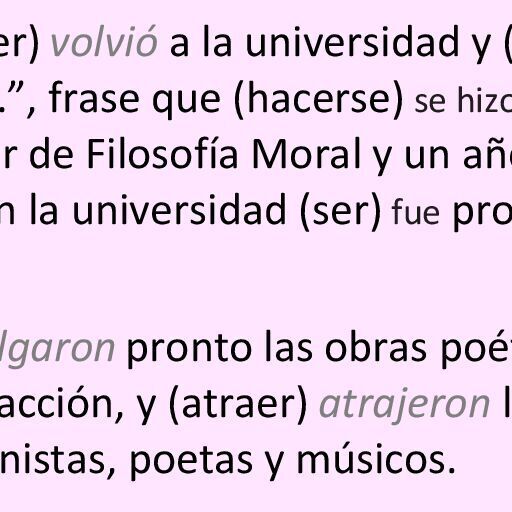 er) volvió a la universidad y (
.”, frase que (hacerse) se hizo
r de Filosofía Moral y un añ
n la universidad (ser) fue pro
lgaron pronto las obras poé
acción, y (atraer) atrajeron l
nistas, poetas y músicos.